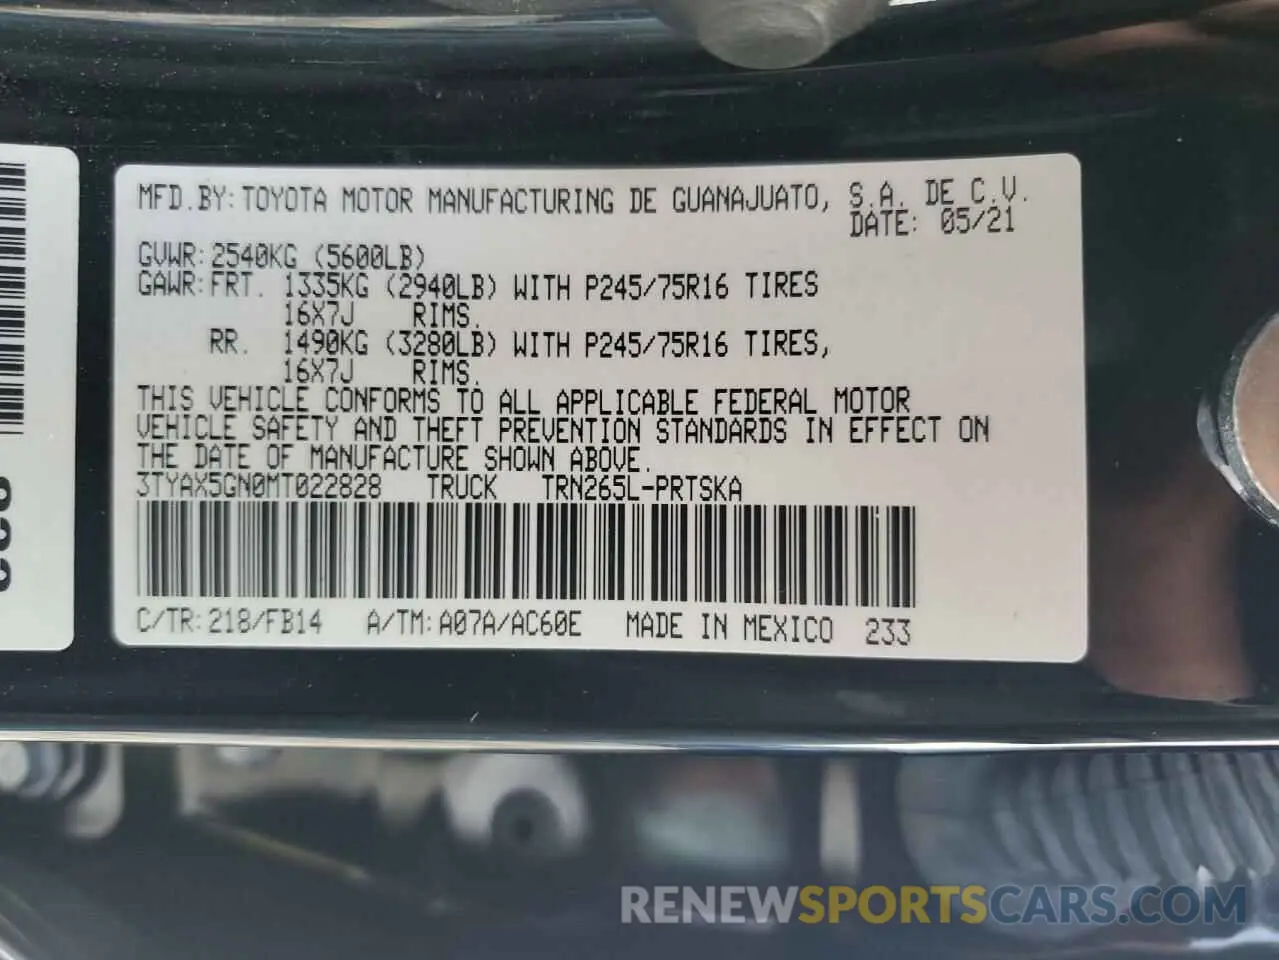 MFD.BY:TOYOTA MOTOR MANUFACTURING DE GUANAJUATO, S.A. DE C.V.
DATE: 05/21
GVWR:2540KG (5600LB)
GAWR:FRT. 1335KG (2940LB) WITH P245/75R16 TIRES
16X7J RIMS.
RR. 1490KG (3280LB) WITH P245/75R16 TIRES,
16X7J RIMS.
THIS VEHICLE CONFORMS TO ALL APPLICABLE FEDERAL MOTOR
VEHICLE SAFETY AND THEFT PREVENTION STANDARDS IN EFFECT ON
THE DATE OF MANUFACTURE SHOWN ABOVE.
3TYAX5GN0MT022828 TRUCK TRN265L-PRTSKA
C/TR:218/FB14 A/TM:A07A/AC60E MADE IN MEXICO 233
RENEWSPORTSCARS.COM